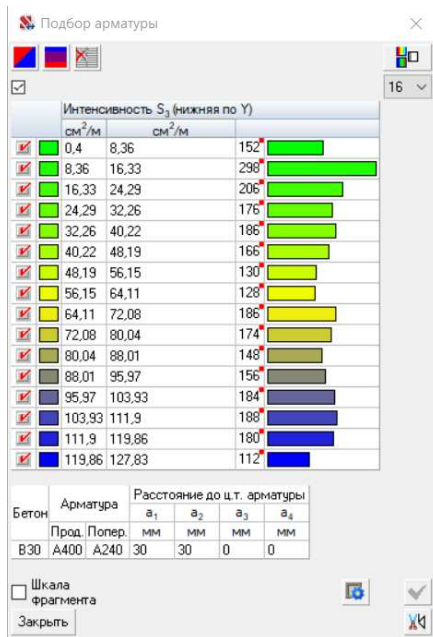 Подбор арматуры
16
Интенсивность S3 (нижняя по Y)
см²/м см²/м
0,4 8,36 152
8,36 16,33 298
16,33 24,29 206
24,29 32,26 176
32,26 40,22 186
40,22 48,19 166
48,19 56,15 130
56,15 64,11 128
64,11 72,08 186
72,08 80,04 174
80,04 88,01 148
88,01 95,97 156
95,97 103,93 184
103,93 111,9 188
111,9 119,86 180
119,86 127,83 112
Бетон Арматура Расстояние до ц.т. арматуры
a1 a2 a3 a4
Прод. Попер. мм мм мм мм
B30 A400 A240 30 30 0 0
Шкала
фрагмента
Закрыть